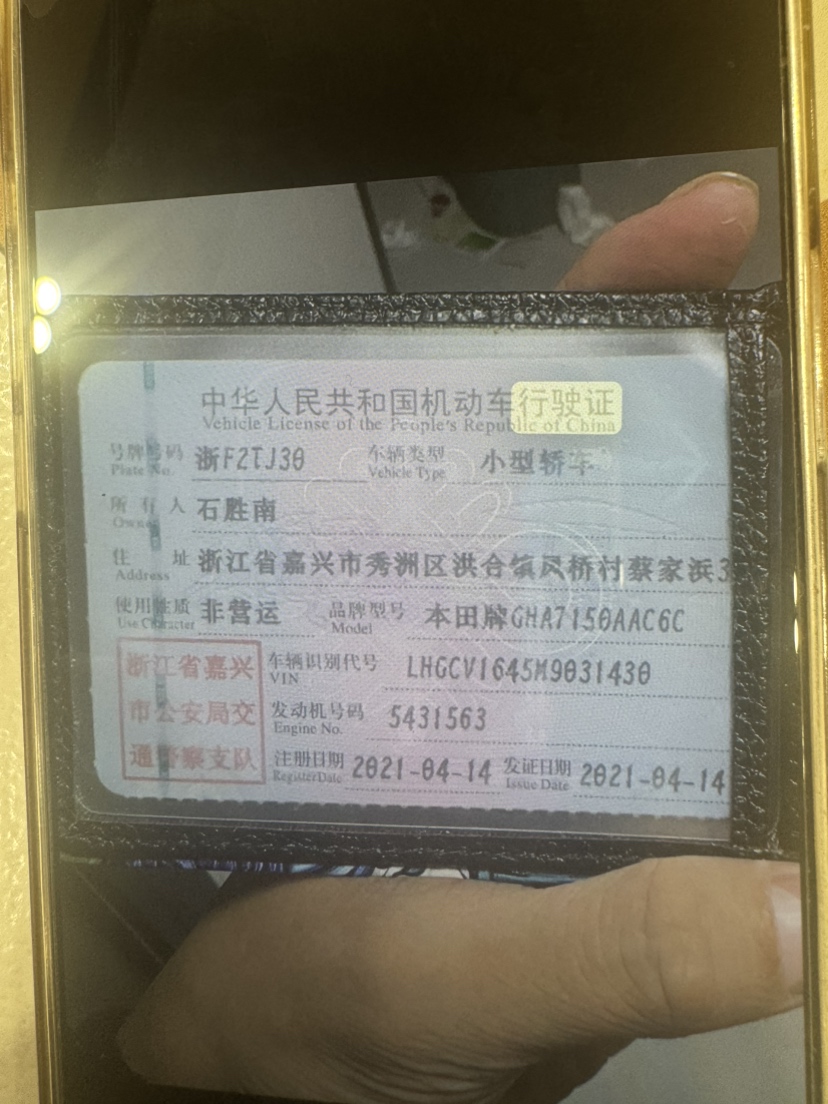 中华人民共和国机动车行驶证
Vehicle License of the People's Republic of China
号牌号码 浙F2TJ30 车辆类型 小型轿车
Plate No. Vehicle Type
所有人 石胜南
Owner
住址 浙江省嘉兴市秀洲区洪合镇凤桥村蔡家浜3
Address
使用性质 非营运 品牌型号 本田牌GHA7150AAC6C
Use Character Model
浙江省嘉兴 车辆识别代号 LHGCV1645M9031430
VIN
市公安局交 发动机号码 5431563
Engine No.
通警察支队 注册日期 2021-04-14 发证日期 2021-04-14
Register Date Issue Date